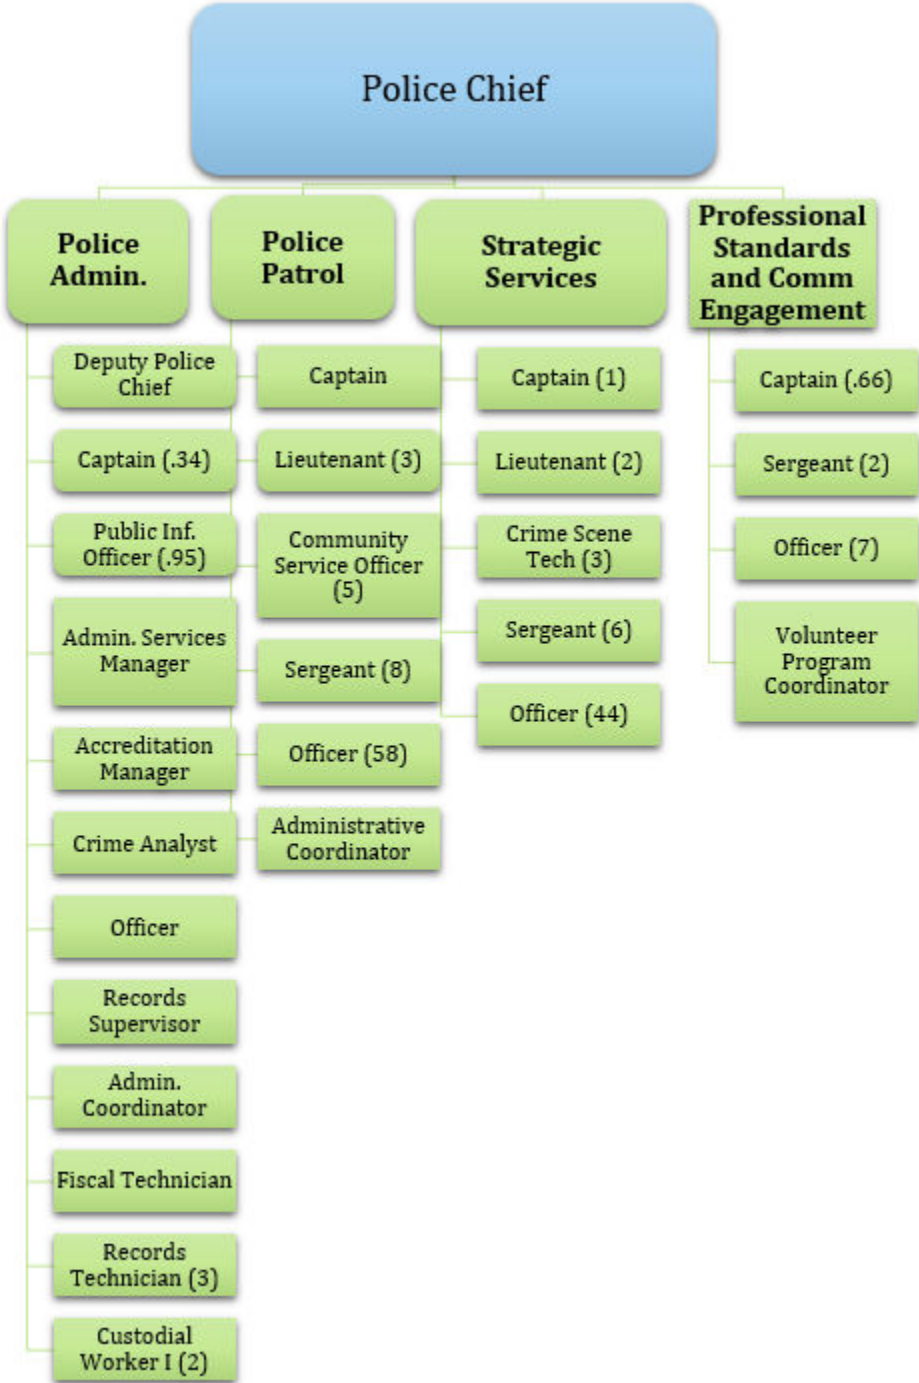 Police Chief
Police
Admin.
Deputy Police
Chief
Captain (.34)
Public Inf.
Officer (.95)
Admin. Services
Manager
Accreditation
Manager
Crime Analyst
Officer
Records
Supervisor
Admin.
Coordinator
Fiscal Technician
Records
Technician (3)
Custodial
Worker I (2)
Police
Patrol
Captain
Lieutenant (3)
Community
Service Officer
(5)
Sergeant (8)
Officer (58)
Administrative
Coordinator
Strategic
Services
Captain (1)
Lieutenant (2)
Crime Scene
Tech (3)
Sergeant (6)
Officer (44)
Professional
Standards
and Comm
Engagement
Captain (.66)
Sergeant (2)
Officer (7)
Volunteer
Program
Coordinator